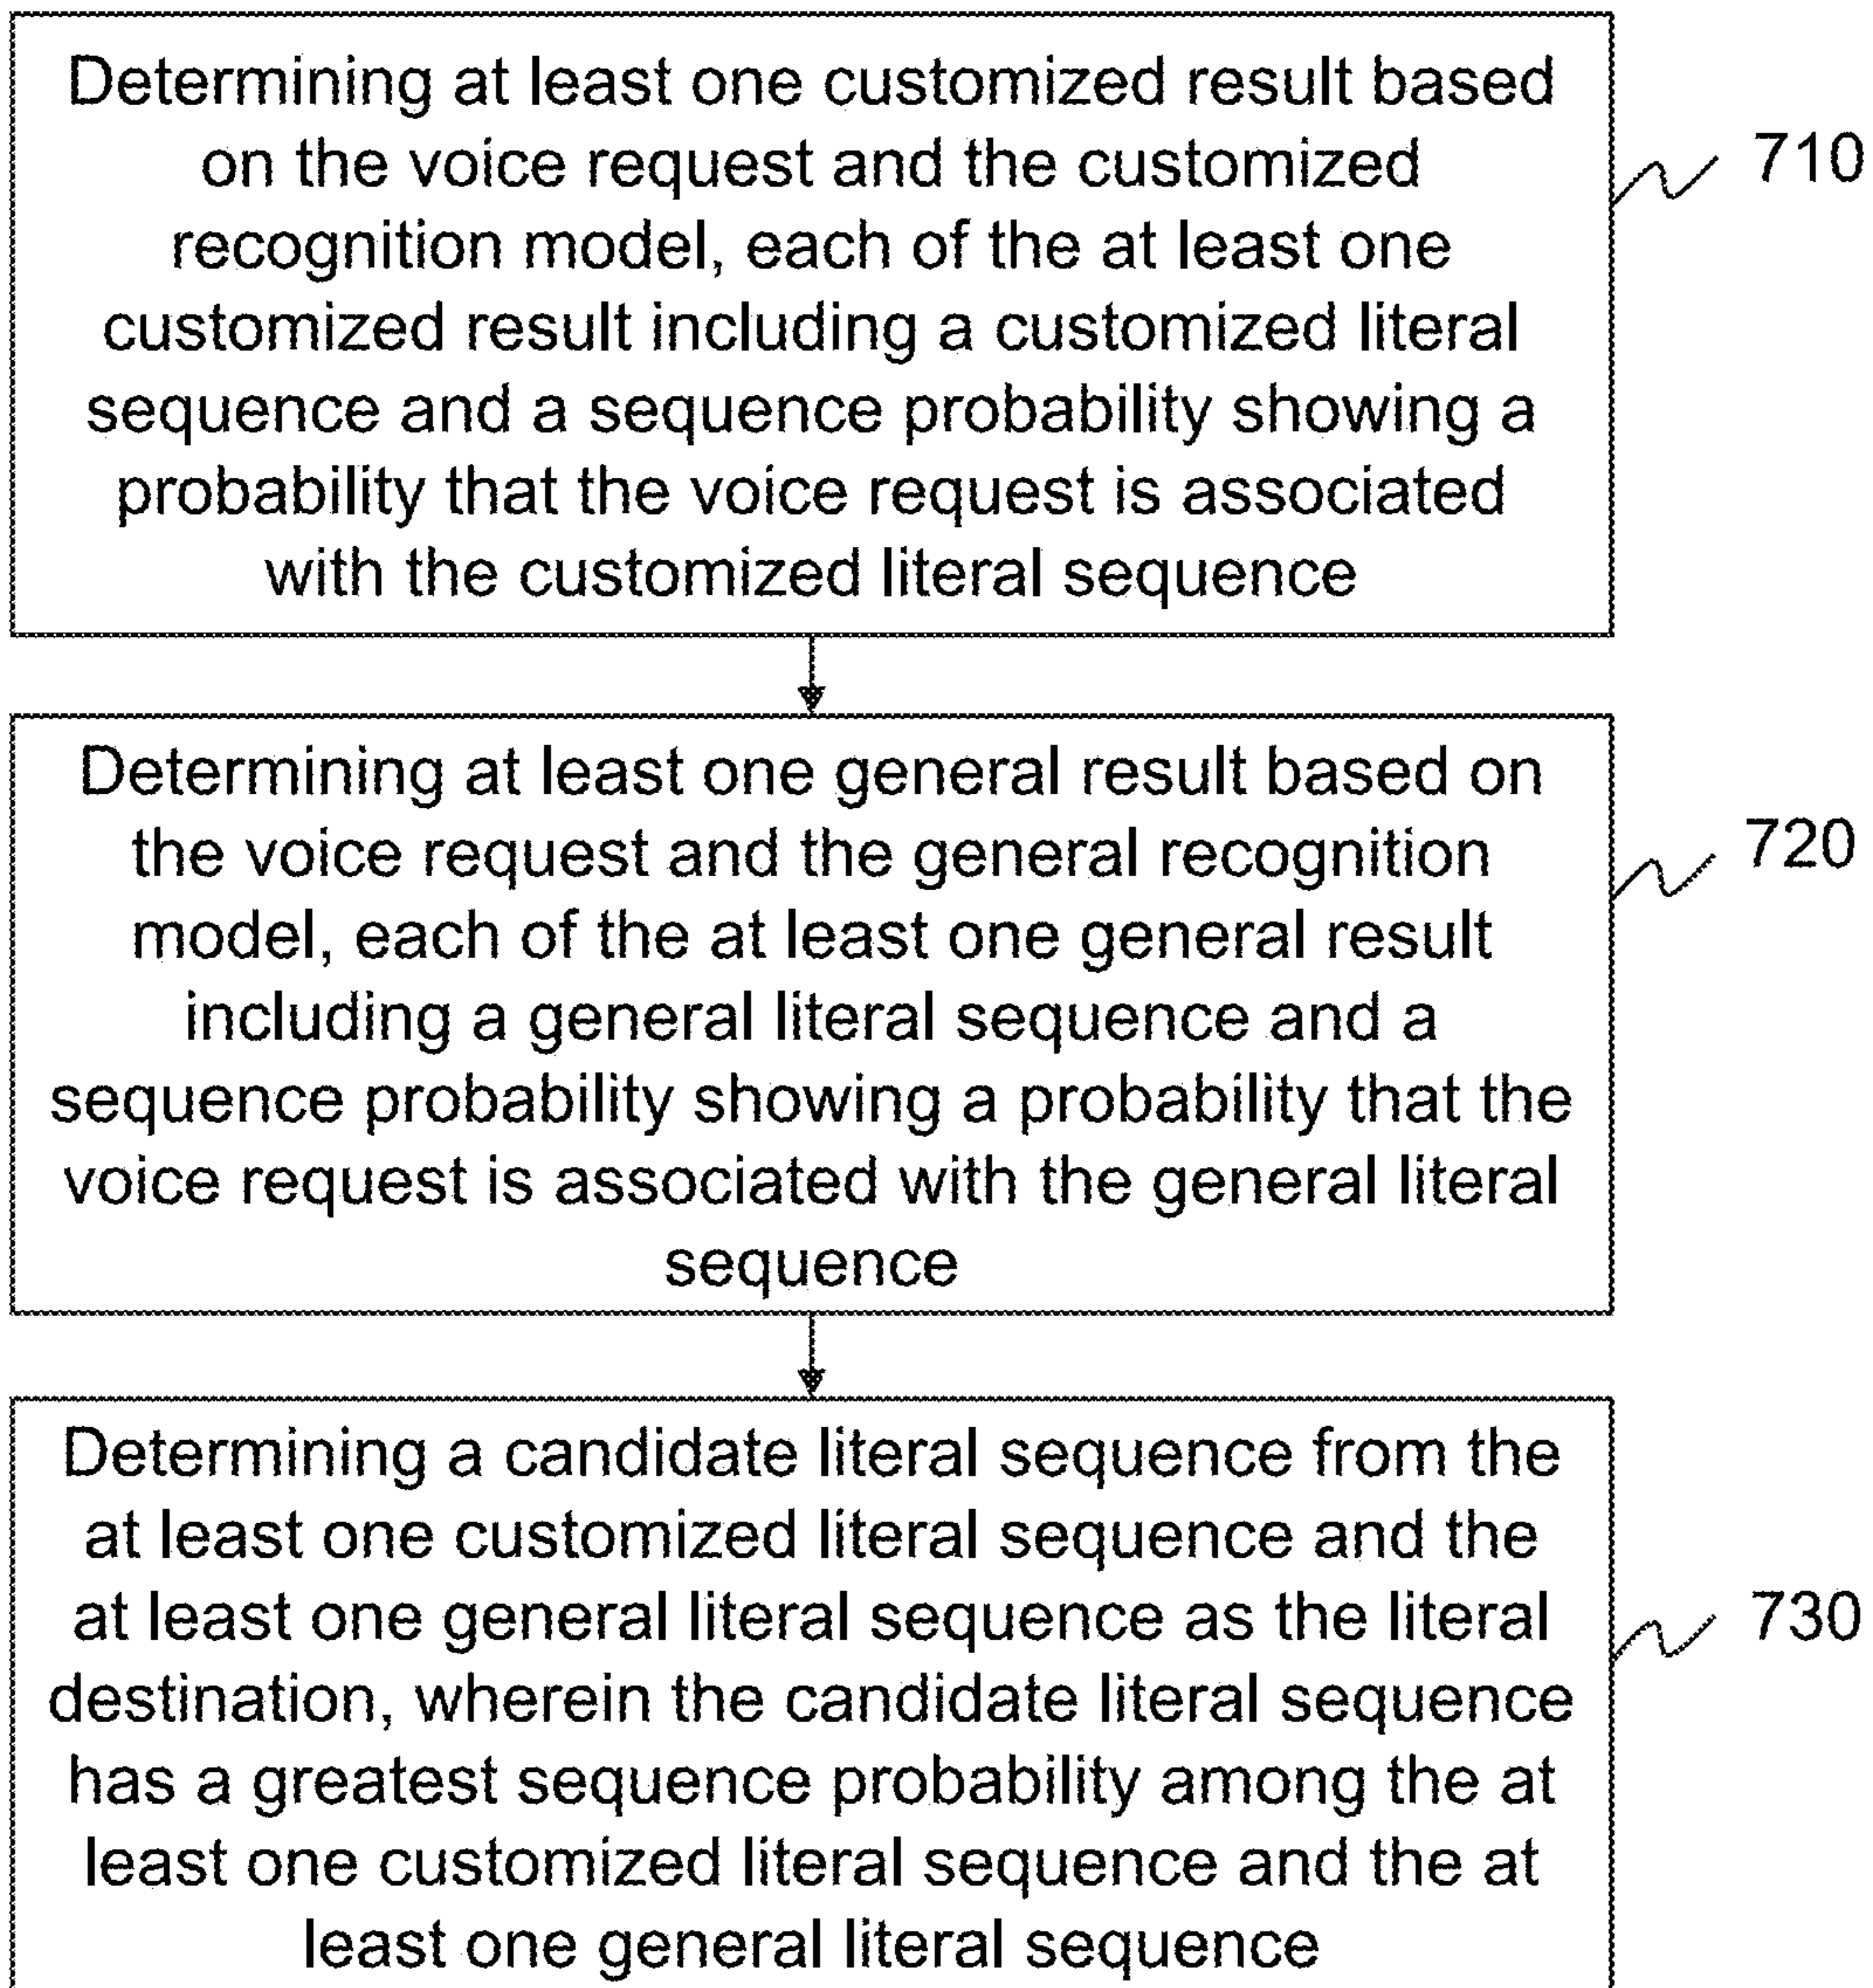 Determining at least one customized result based
on the voice request and the customized
recognition model, each of the at least one
customized result including a customized literal
sequence and a sequence probability showing a
probability that the voice request is associated
with the customized literal sequence
710
Determining at least one general result based on
the voice request and the general recognition
model, each of the at least one general result
including a general literal sequence and a
sequence probability showing a probability that the
voice request is associated with the general literal
sequence
720
Determining a candidate literal sequence from the
at least one customized literal sequence and the
at least one general literal sequence as the literal
destination, wherein the candidate literal sequence
has a greatest sequence probability among the at
least one customized literal sequence and the at
least one general literal sequence
730